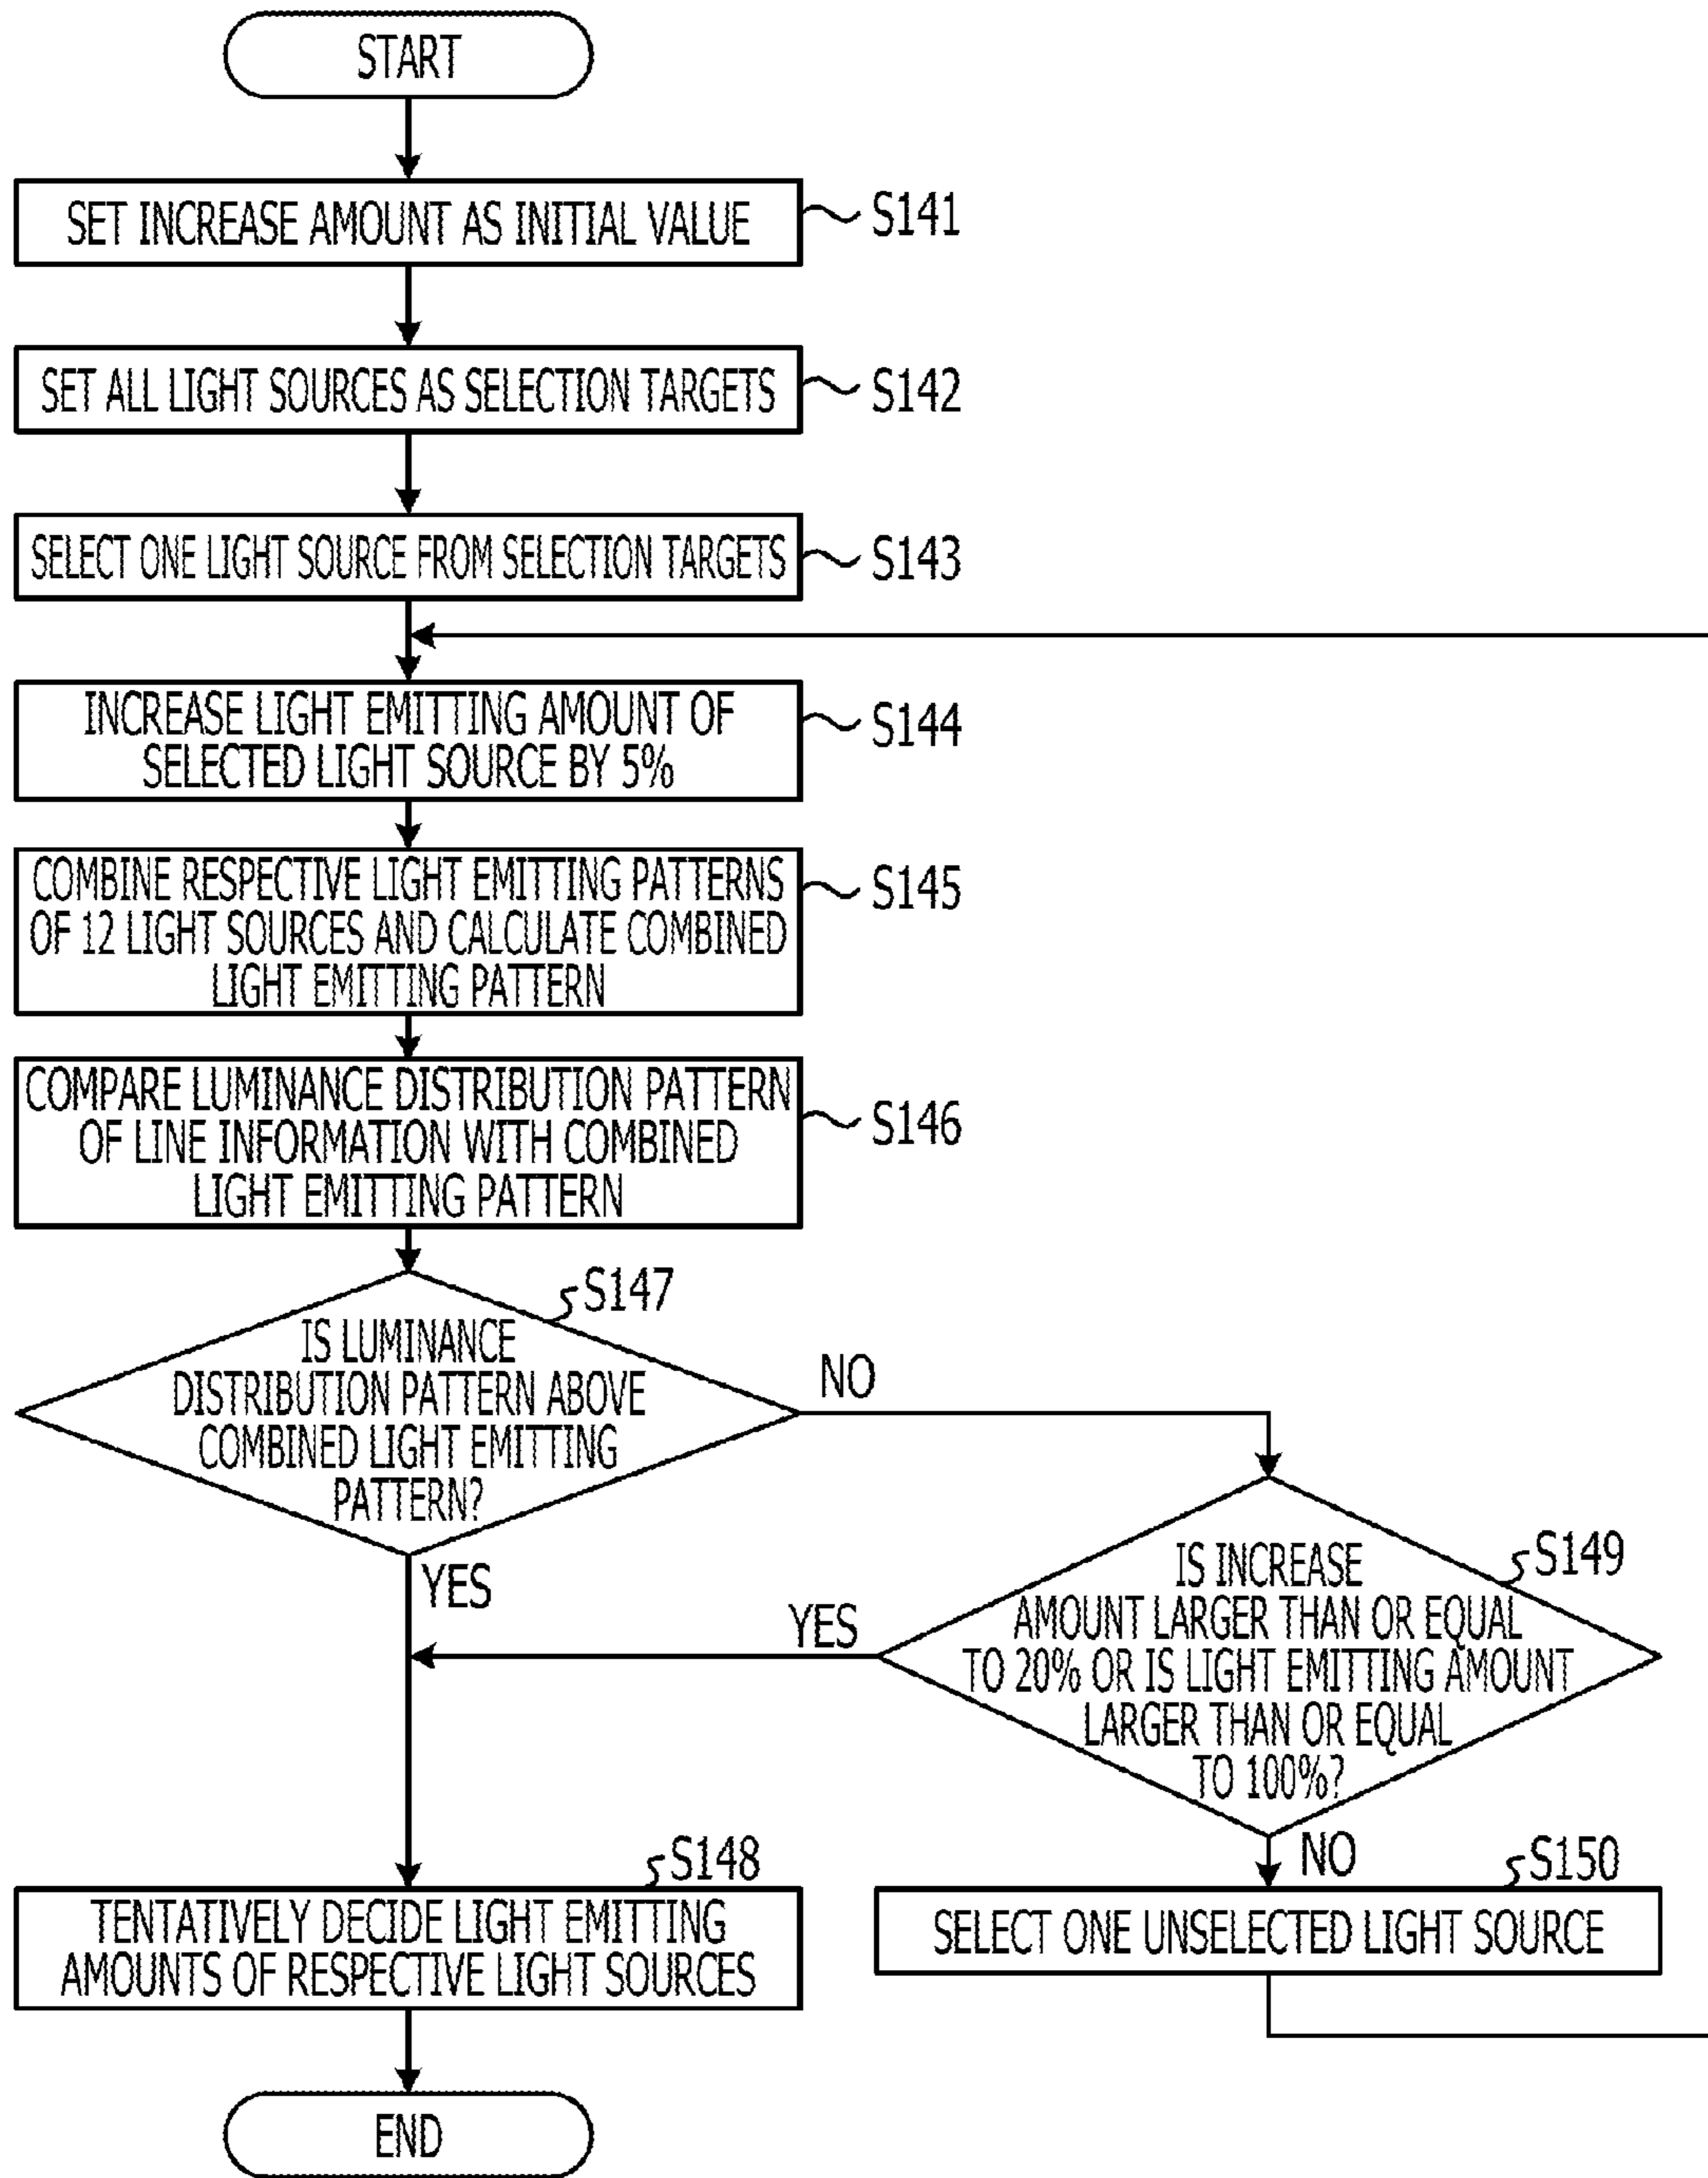 START
SET INCREASE AMOUNT AS INITIAL VALUE
S141
SET ALL LIGHT SOURCES AS SELECTION TARGETS
S142
SELECT ONE LIGHT SOURCE FROM SELECTION TARGETS
S143
INCREASE LIGHT EMITTING AMOUNT OF
SELECTED LIGHT SOURCE BY 5%
S144
COMBINE RESPECTIVE LIGHT EMITTING PATTERNS
OF 12 LIGHT SOURCES AND CALCULATE COMBINED
LIGHT EMITTING PATTERN
S145
COMPARE LUMINANCE DISTRIBUTION PATTERN
OF LINE INFORMATION WITH COMBINED
LIGHT EMITTING PATTERN
S146
S147
IS LUMINANCE
DISTRIBUTION PATTERN ABOVE
COMBINED LIGHT EMITTING
PATTERN?
NO
YES
S149
IS INCREASE
AMOUNT LARGER THAN OR EQUAL
TO 20% OR IS LIGHT EMITTING AMOUNT
LARGER THAN OR EQUAL
TO 100%?
YES
NO
S148
TENTATIVELY DECIDE LIGHT EMITTING
AMOUNTS OF RESPECTIVE LIGHT SOURCES
S150
SELECT ONE UNSELECTED LIGHT SOURCE
END